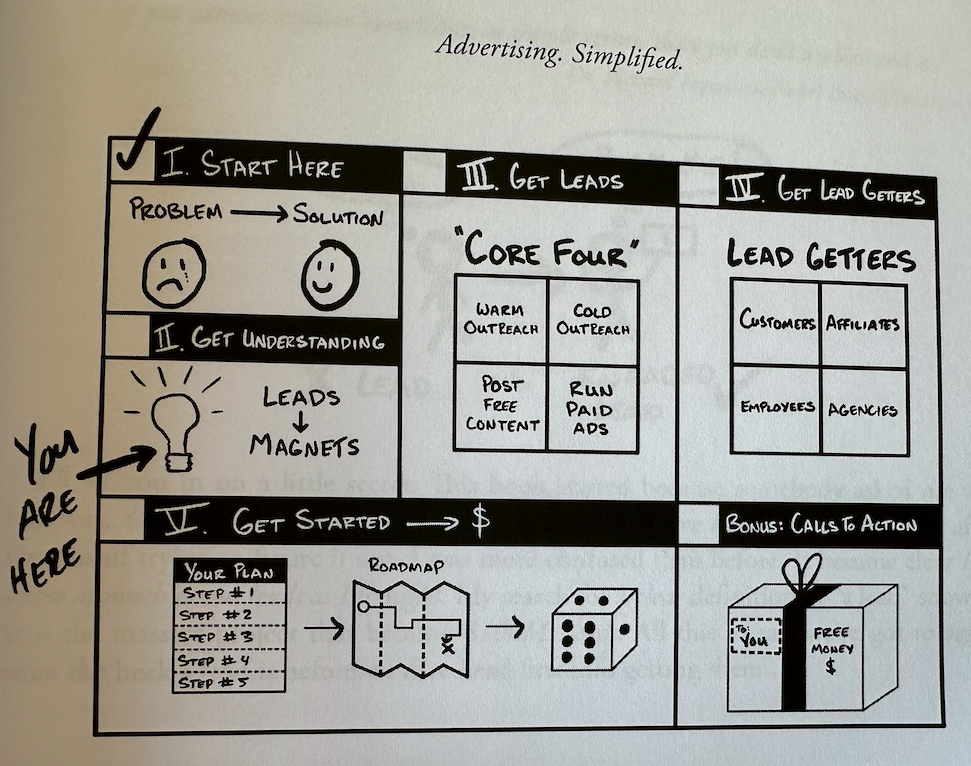 Advertising. Simplified.
I. START HERE
PROBLEM → SOLUTION
II. GET UNDERSTANDING
LEADS
↓
MAGNETS
YOU
ARE
HERE
III. GET LEADS
"CORE FOUR"
WARM
OUTREACH
COLD
OUTREACH
POST
FREE
CONTENT
RUN
PAID
ADS
IV. GET LEAD GETTERS
LEAD GETTERS
CUSTOMERS
AFFILIATES
EMPLOYEES
AGENCIES
V. GET STARTED → $
YOUR PLAN
STEP #1
STEP #2
STEP #3
STEP #4
STEP #5
ROADMAP
X
BONUS: CALLS TO ACTION
TO:
YOU
FREE
MONEY
$